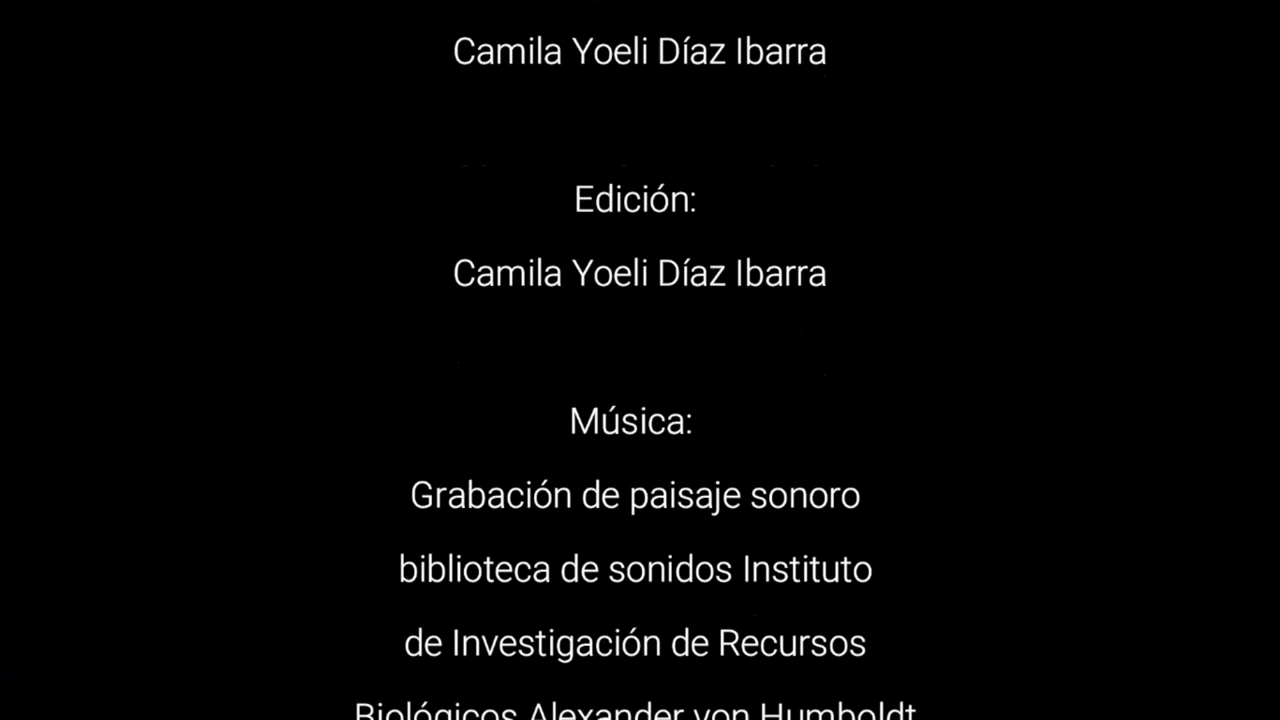 Camila Yoeli Díaz Ibarra
Edición:
Camila Yoeli Díaz Ibarra
Música:
Grabación de paisaje sonoro
biblioteca de sonidos Instituto
de Investigación de Recursos
Biológicos Alexander von Humboldt